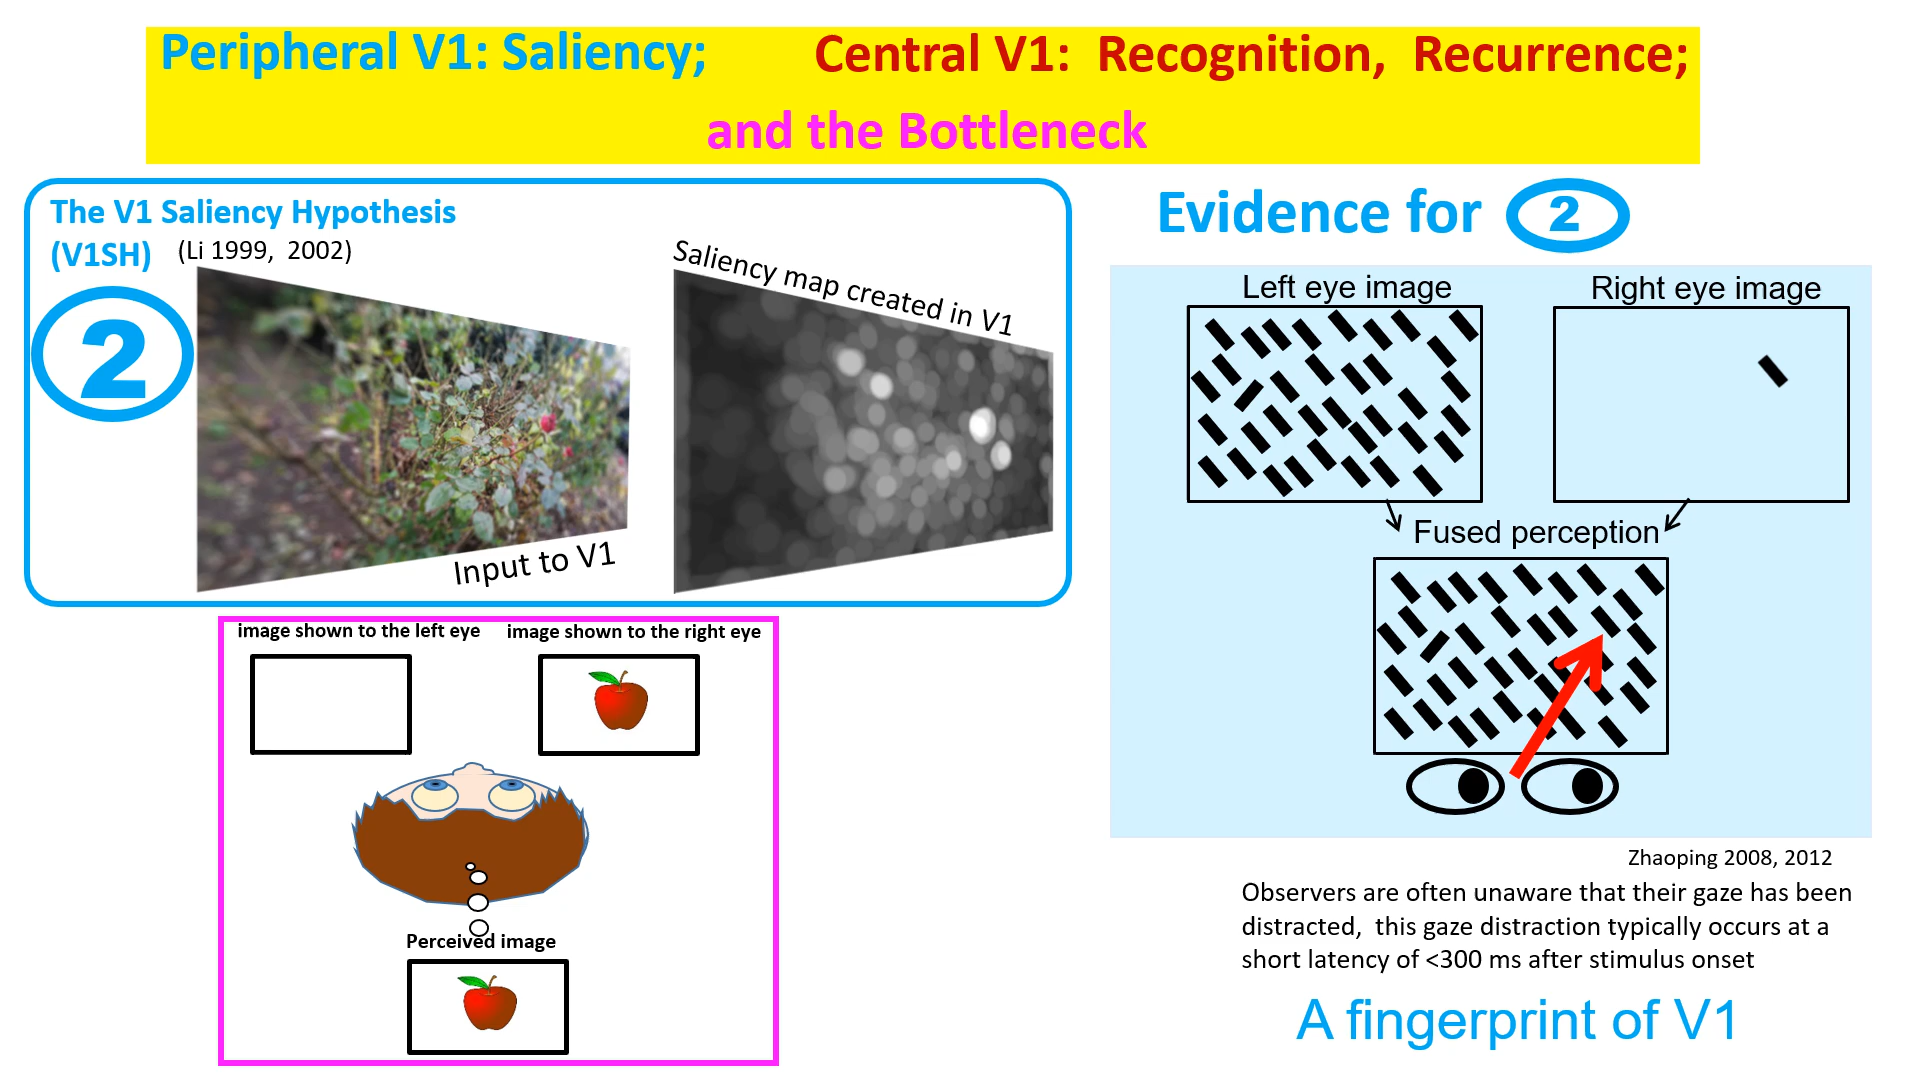 Peripheral V1: Saliency; Central V1: Recognition, Recurrence;
and the Bottleneck
The V1 Saliency Hypothesis
(V1SH) (Li 1999, 2002)
2
Saliency map created in V1
Input to V1
image shown to the left eye image shown to the right eye
Perceived image
Evidence for 2
Left eye image Right eye image
Fused perception
Zhaoping 2008, 2012
Observers are often unaware that their gaze has been
distracted, this gaze distraction typically occurs at a
short latency of <300 ms after stimulus onset
A fingerprint of V1